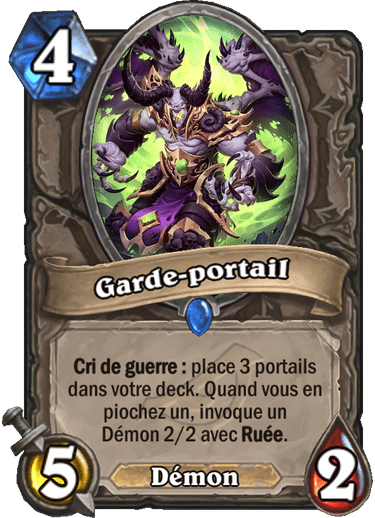 4
Garde-portail
Cri de guerre : place 3 portails
dans votre deck. Quand vous en
piochez un, invoque un
Démon 2/2 avec Ruée.
5
Démon
2